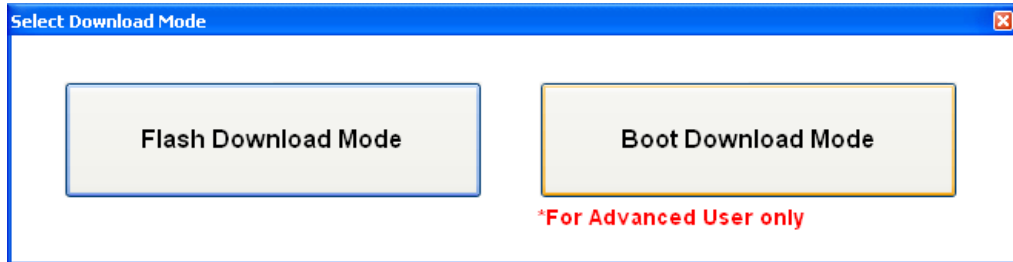 Select Download Mode
Flash Download Mode
Boot Download Mode
*For Advanced User only